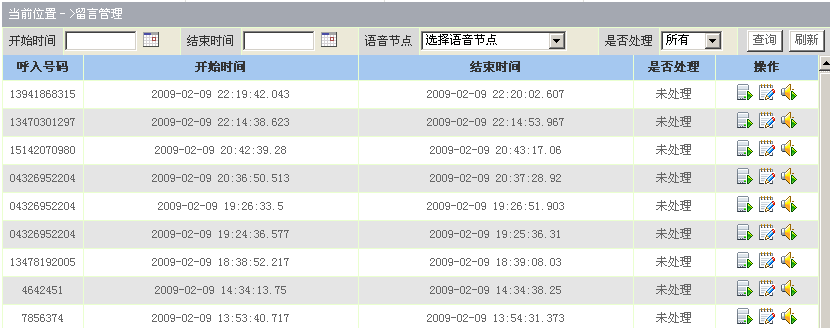 当前位置－>留言管理
开始时间 结束时间 语音节点 选择语音节点 是否处理 所有 查询 刷新
呼入号码 开始时间 结束时间 是否处理 操作
13941868315 2009-02-09 22:19:42.043 2009-02-09 22:20:02.607 未处理
13470301297 2009-02-09 22:14:38.623 2009-02-09 22:14:53.967 未处理
15142070980 2009-02-09 20:42:39.28 2009-02-09 20:43:17.06 未处理
04326952204 2009-02-09 20:36:50.513 2009-02-09 20:37:28.92 未处理
04326952204 2009-02-09 19:26:33.5 2009-02-09 19:26:51.903 未处理
04326952204 2009-02-09 19:24:36.577 2009-02-09 19:25:36.31 未处理
13478192005 2009-02-09 18:38:52.217 2009-02-09 18:39:08.03 未处理
4642451 2009-02-09 14:34:13.75 2009-02-09 14:34:38.25 未处理
7856374 2009-02-09 13:53:40.717 2009-02-09 13:54:31.373 未处理